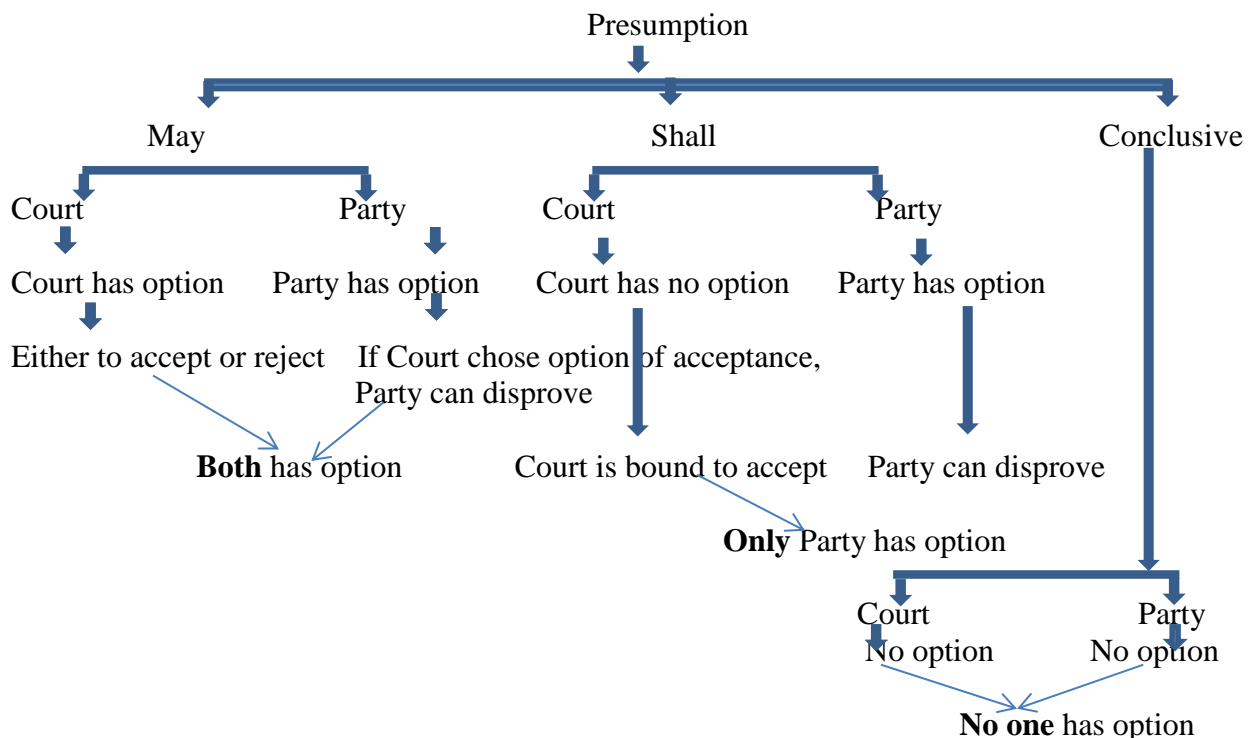 Presumption
May Shall Conclusive
Court Party Court Party
Court has option Party has option Court has no option Party has option
Either to accept or reject If Court chose option of acceptance,
Party can disprove
Both has option Court is bound to accept Party can disprove
Only Party has option
Court Party
No option No option
No one has option